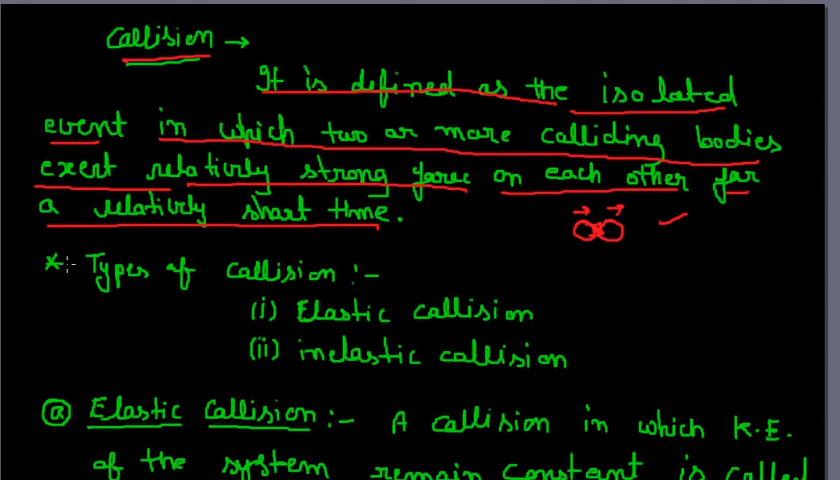 Collision →
It is defined as the isolated
event in which two or more colliding bodies
exert relativly strong force on each other for
a relativly short time.
* Types of collision :-
(i) Elastic collision
(ii) inelastic collision
ⓐ Elastic Collision :- A collision in which K.E.
of the system remain constant is called